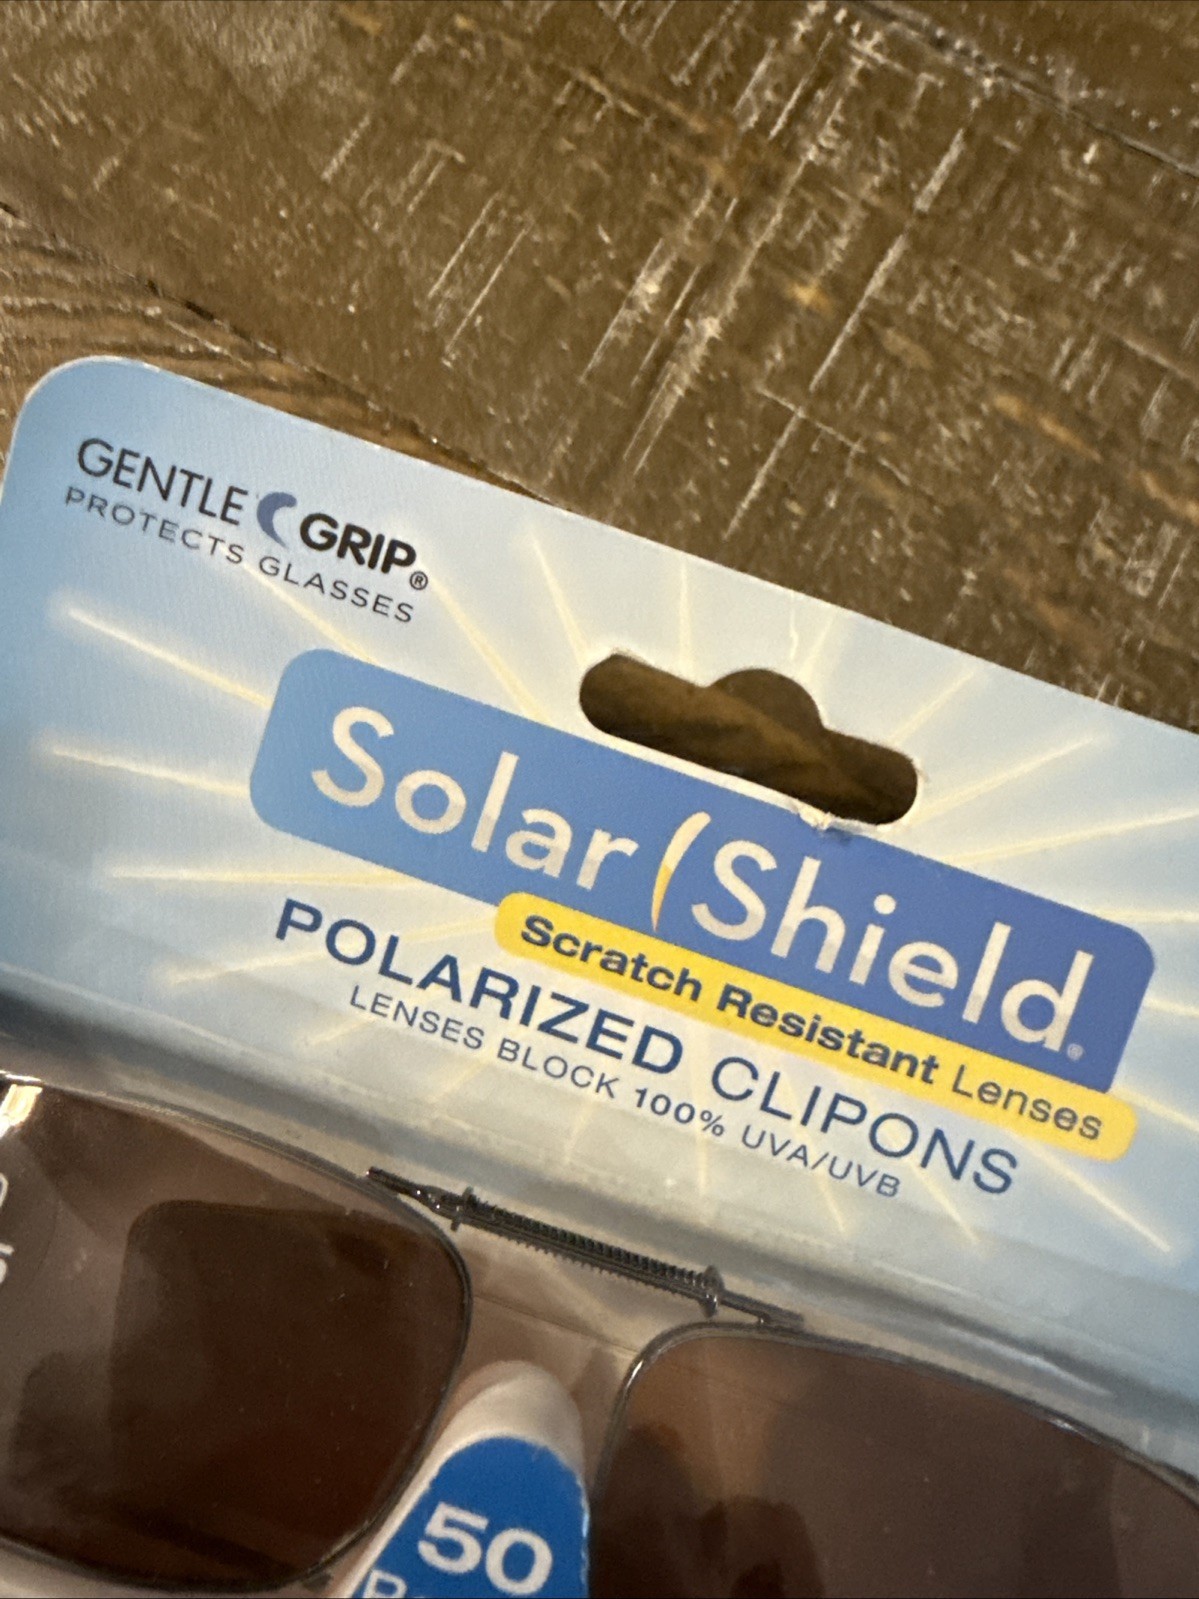 GENTLE GRIP®
PROTECTS GLASSES
Solar Shield®
Scratch Resistant Lenses
POLARIZED CLIPONS
LENSES BLOCK 100% UVA/UVB
50